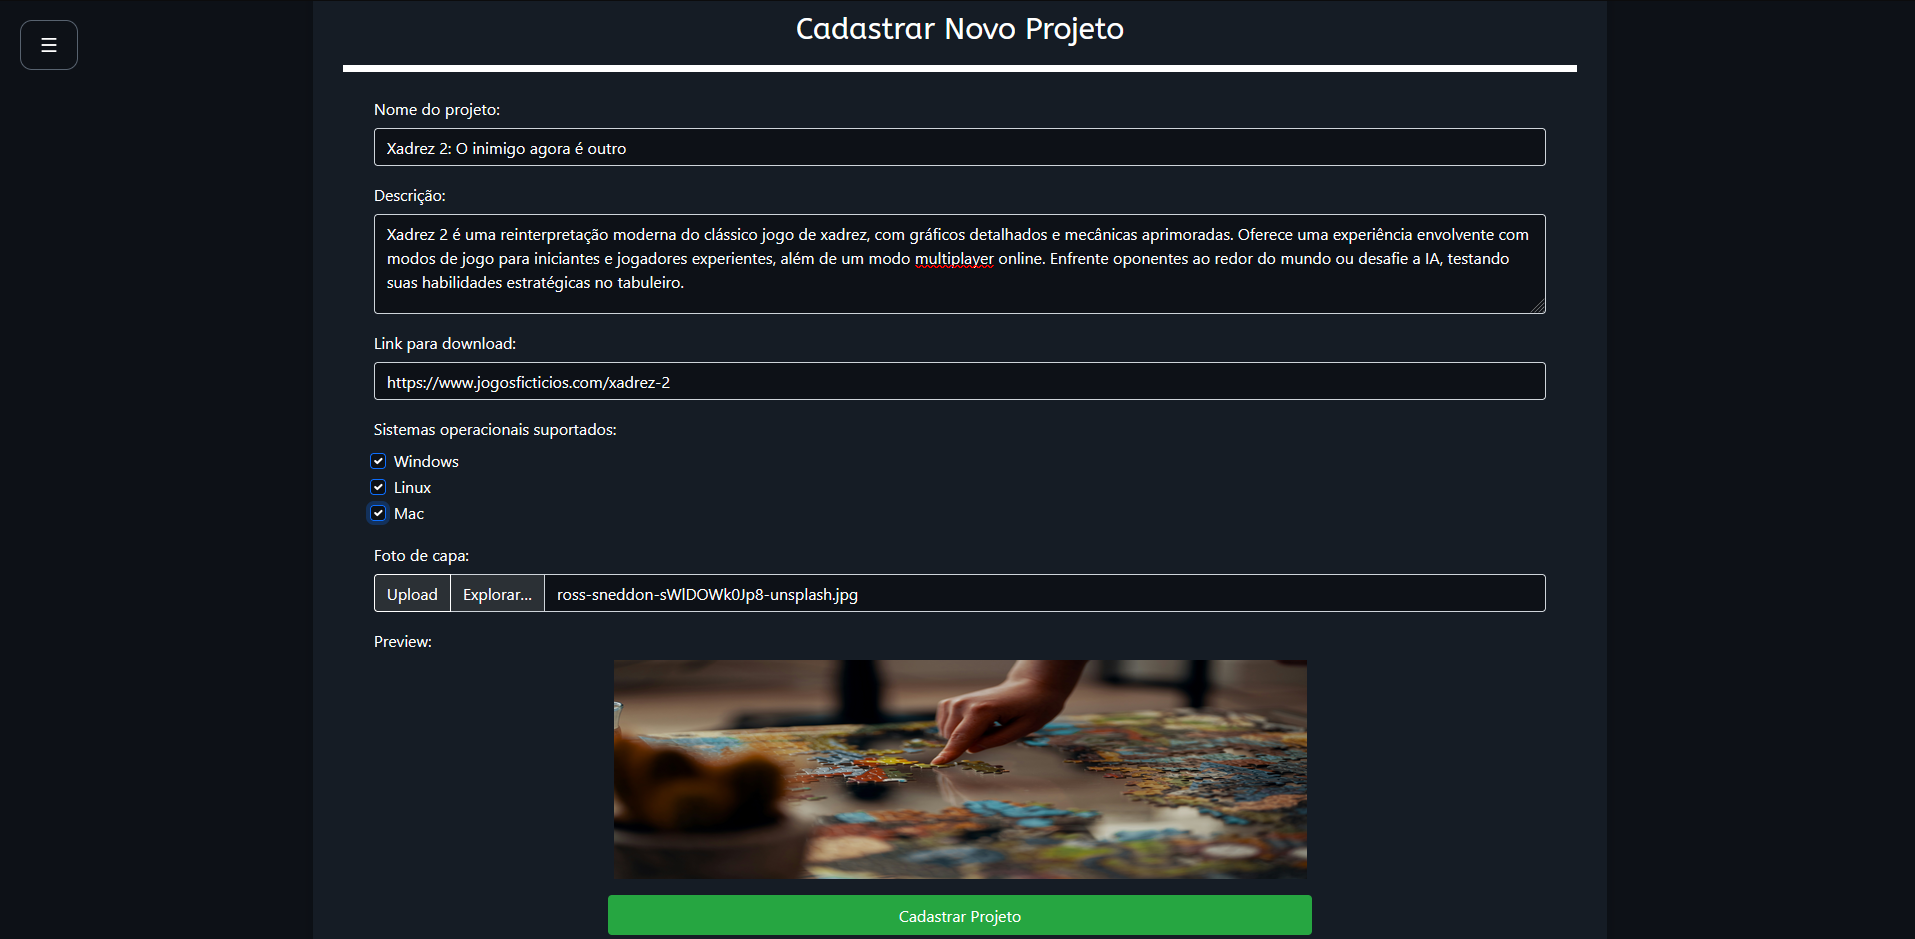 ☰
Cadastrar Novo Projeto
Nome do projeto:
Xadrez 2: O inimigo agora é outro
Descrição:
Xadrez 2 é uma reinterpretação moderna do clássico jogo de xadrez, com gráficos detalhados e mecânicas aprimoradas. Oferece uma experiência envolvente com
modos de jogo para iniciantes e jogadores experientes, além de um modo multiplayer online. Enfrente oponentes ao redor do mundo ou desafie a IA, testando
suas habilidades estratégicas no tabuleiro.
Link para download:
https://www.jogosficticios.com/xadrez-2
Sistemas operacionais suportados:
Windows
Linux
Mac
Foto de capa:
Upload Explorar... ross-sneddon-sWlDOWk0Jp8-unsplash.jpg
Preview:
Cadastrar Projeto